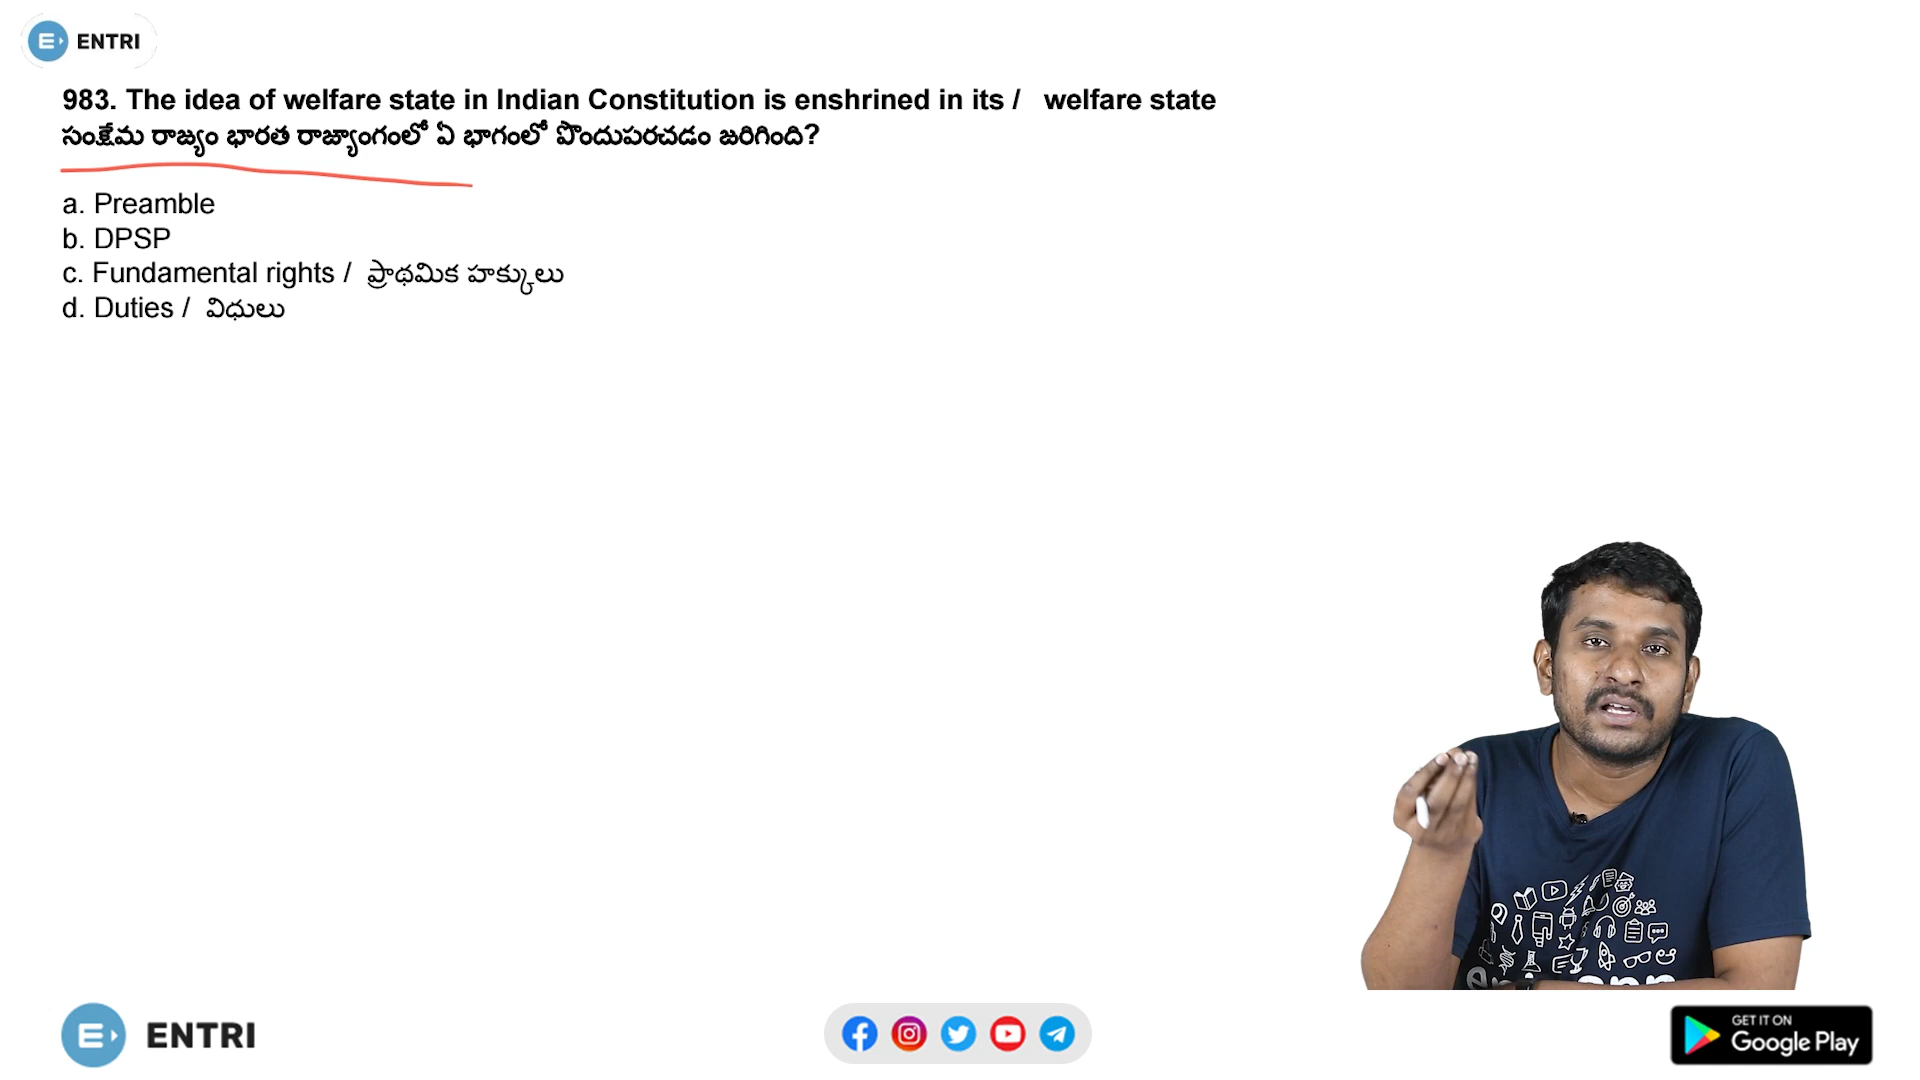 ENTRI
983. The idea of welfare state in Indian Constitution is enshrined in its / welfare state
సంక్షేమ రాజ్యం భారత రాజ్యాంగంలో ఏ భాగంలో పొందుపరచడం జరిగింది?
a. Preamble
b. DPSP
c. Fundamental rights / ప్రాథమిక హక్కులు
d. Duties / విధులు
ENTRI
GET IT ON
Google Play